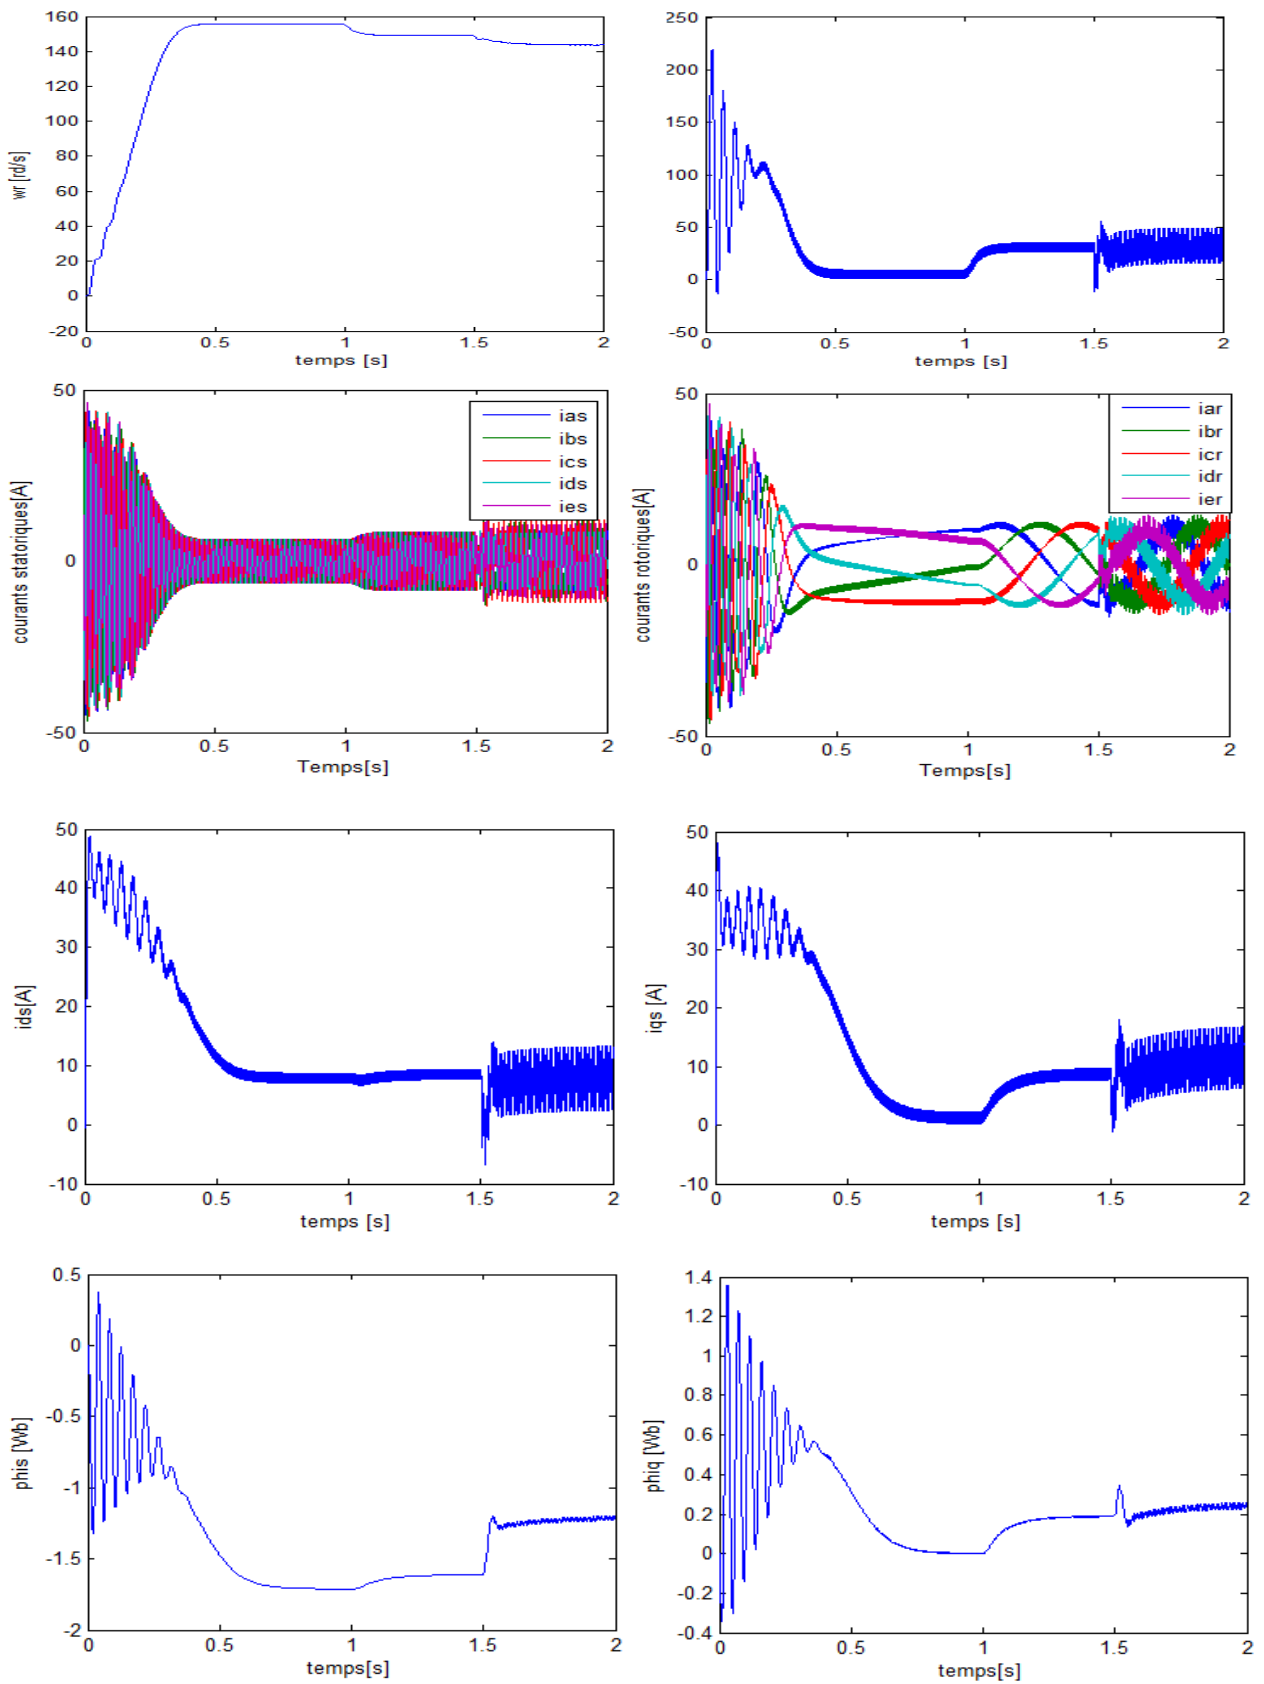 160
140
120
100
80
60
40
20
0
-20
wr [rd/s]
0 0.5 1 1.5 2
temps [s]
250
200
150
100
50
0
-50
0 0.5 1 1.5 2
temps [s]
50
0
-50
courants statoriques[A]
ias
ibs
ics
ids
ies
0 0.5 1 1.5 2
Temps[s]
50
0
-50
courants rotoriques[A]
iar
ibr
icr
idr
ier
0 0.5 1 1.5 2
Temps[s]
50
40
30
20
10
0
-10
ids[A]
0 0.5 1 1.5 2
temps [s]
50
40
30
20
10
0
-10
iqs [A]
0 0.5 1 1.5 2
temps [s]
0.5
0
-0.5
-1
-1.5
-2
phis [Wb]
0 0.5 1 1.5 2
temps[s]
1.4
1.2
1
0.8
0.6
0.4
0.2
0
-0.2
-0.4
phiq [Wb]
0 0.5 1 1.5 2
temps[s]